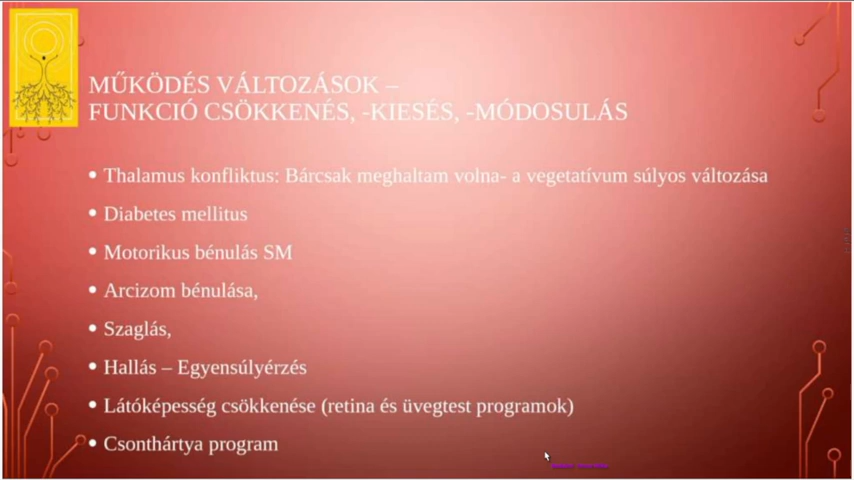 MŰKÖDÉS VÁLTOZÁSOK –
FUNKCIÓ CSÖKKENÉS, -KIESÉS, -MÓDOSULÁS
• Thalamus konfliktus: Bárcsak meghaltam volna- a vegetatívum súlyos változása
• Diabetes mellitus
• Motorikus bénulás SM
• Arcizom bénulása,
• Szaglás,
• Hallás – Egyensúlyérzés
• Látóképesség csökkenése (retina és üvegtest programok)
• Csonthártya program